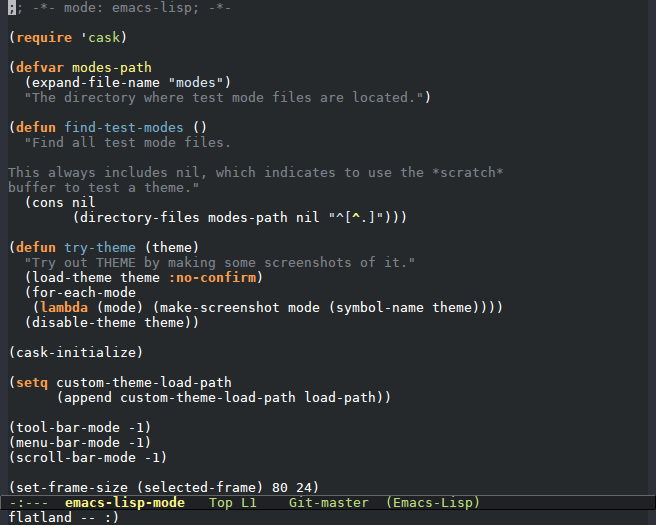 ;; -*- mode: emacs-lisp; -*-

(require 'cask)

(defvar modes-path
  (expand-file-name "modes")
  "The directory where test mode files are located.")

(defun find-test-modes ()
  "Find all test mode files.

This always includes nil, which indicates to use the *scratch*
buffer to test a theme."
  (cons nil
        (directory-files modes-path nil "^[^.]")))

(defun try-theme (theme)
  "Try out THEME by making some screenshots of it."
  (load-theme theme :no-confirm)
  (for-each-mode
   (lambda (mode) (make-screenshot mode (symbol-name theme))))
  (disable-theme theme))

(cask-initialize)

(setq custom-theme-load-path
      (append custom-theme-load-path load-path))

(tool-bar-mode -1)
(menu-bar-mode -1)
(scroll-bar-mode -1)

(set-frame-size (selected-frame) 80 24)
-:---  emacs-lisp-mode   Top L1    Git-master  (Emacs-Lisp)
flatland -- :)